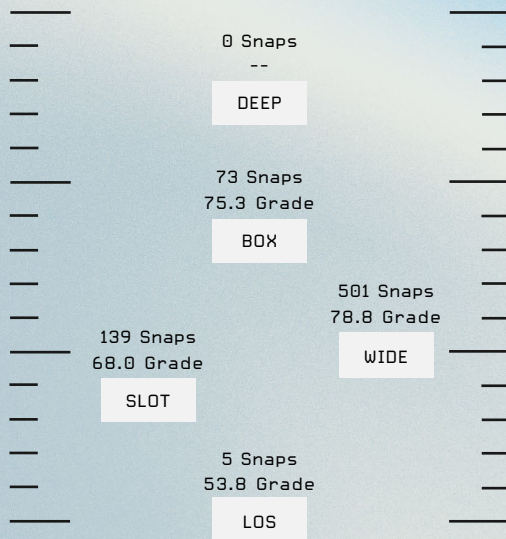 0 Snaps
--
DEEP
73 Snaps
75.3 Grade
BOX
501 Snaps
78.8 Grade
WIDE
139 Snaps
68.0 Grade
SLOT
5 Snaps
53.8 Grade
LOS